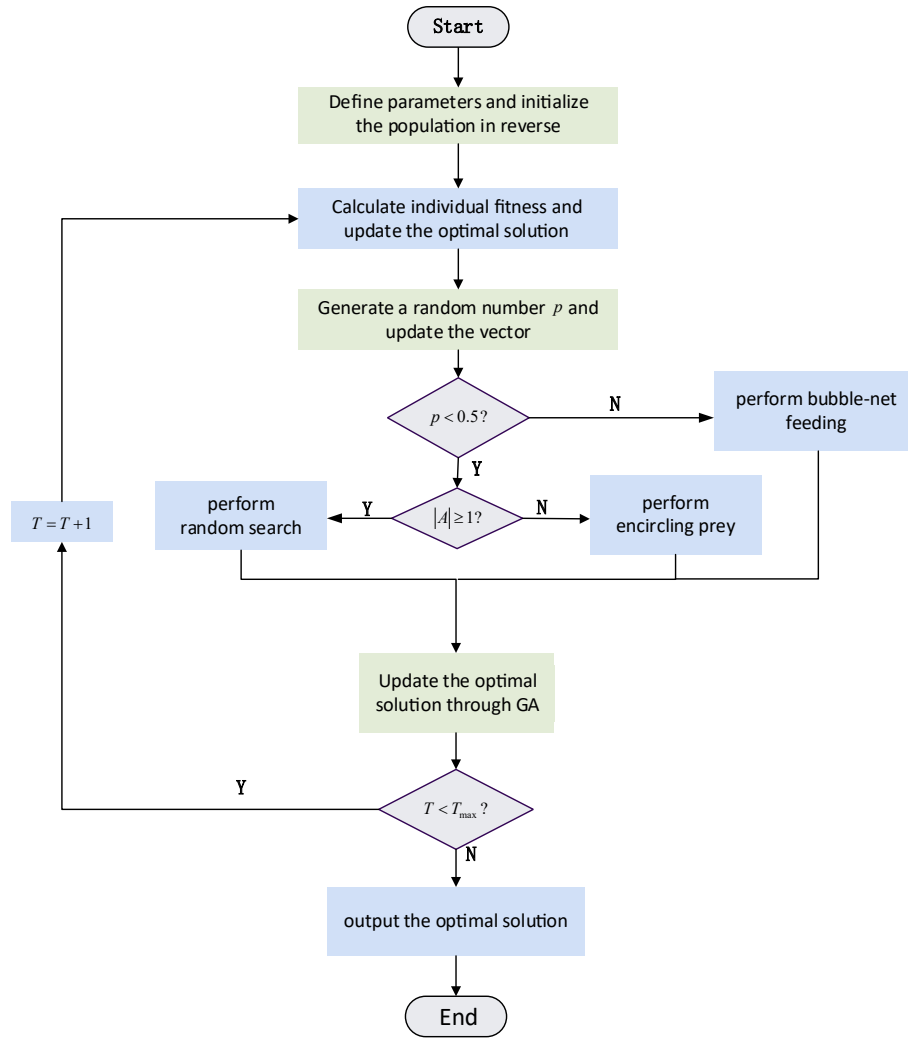 Start
Define parameters and initialize
the population in reverse
Calculate individual fitness and
update the optimal solution
Generate a random number p and
update the vector
p < 0.5?
N
perform bubble-net
feeding
Y
perform
random search
Y
|A| ≥ 1?
N
perform
encircling prey
T = T + 1
Update the optimal
solution through GA
Y
T < T_max ?
N
output the optimal solution
End